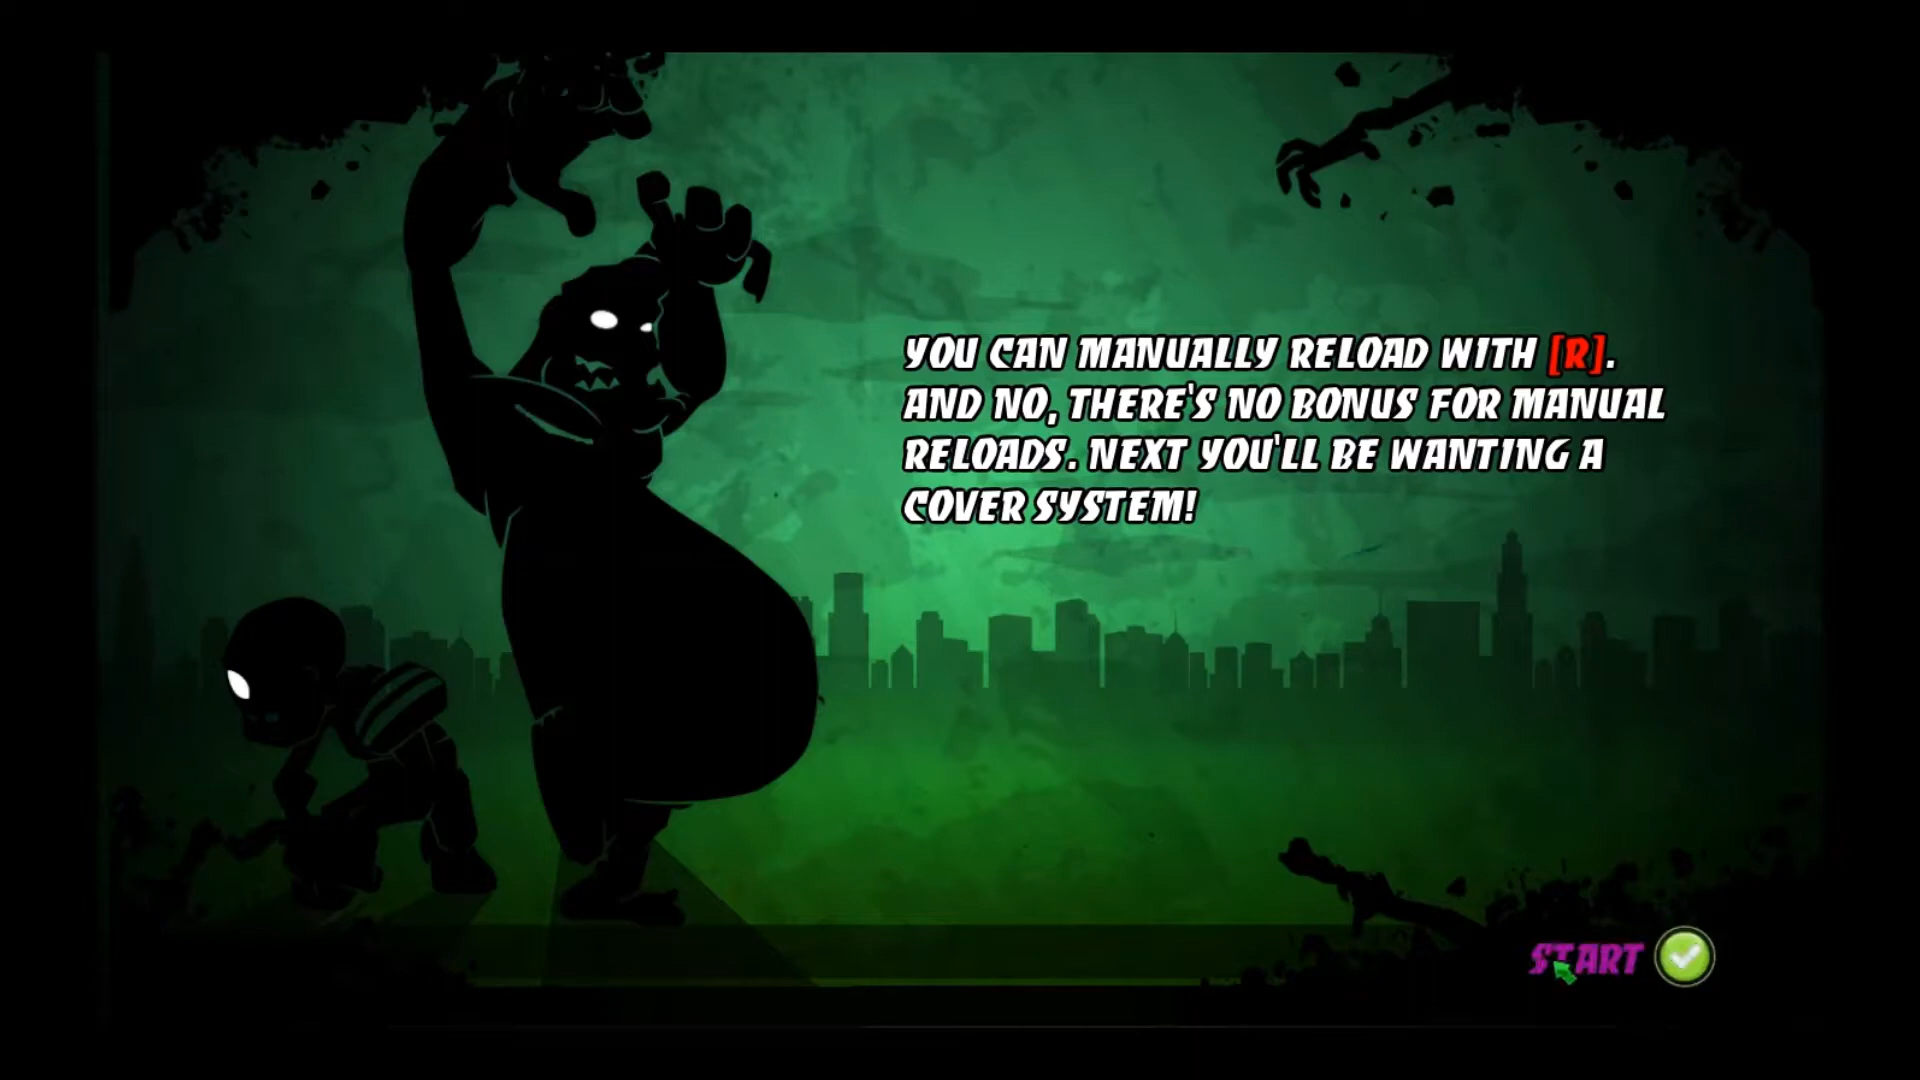 YOU CAN MANUALLY RELOAD WITH [R].
AND NO, THERE'S NO BONUS FOR MANUAL
RELOADS. NEXT YOU'LL BE WANTING A
COVER SYSTEM!
START